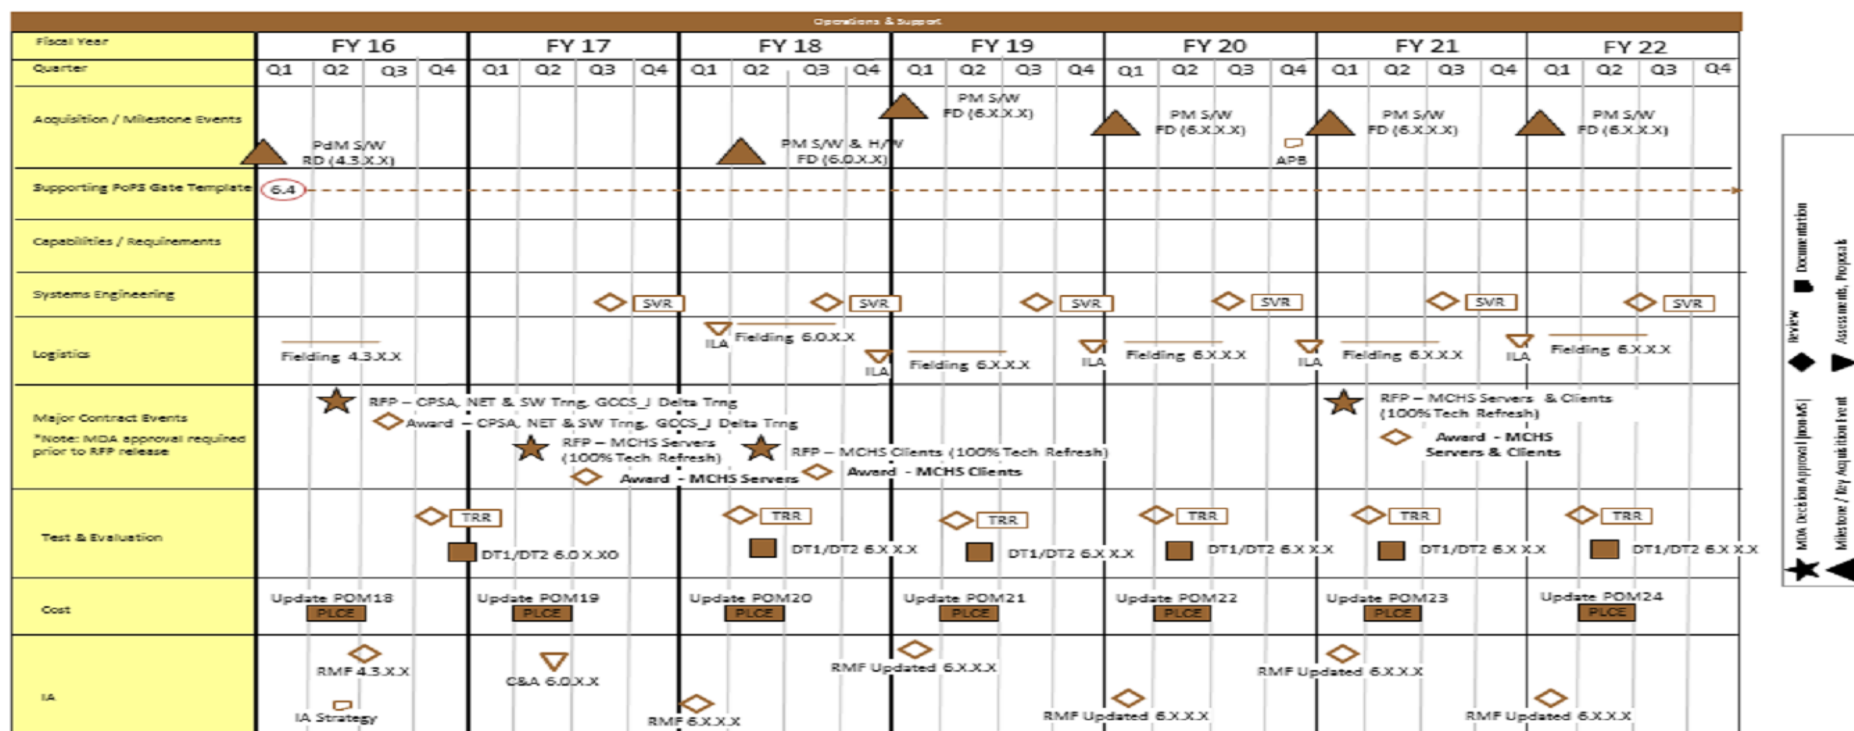 Operations & Support
Fiscal Year
FY 16
FY 17
FY 18
FY 19
FY 20
FY 21
FY 22
Quarter
Q1 Q2 Q3 Q4 Q1 Q2 Q3 Q4 Q1 Q2 Q3 Q4 Q1 Q2 Q3 Q4 Q1 Q2 Q3 Q4 Q1 Q2 Q3 Q4 Q1 Q2 Q3 Q4
Acquisition / Milestone Events
PdM S/W
RD (4.3.X.X)
PM S/W & H/W
FD (6.0.X.X)
PM S/W
FD (6.X.X.X)
PM S/W
FD (6.X.X.X)
APB
PM S/W
FD (6.X.X.X)
PM S/W
FD (6.X.X.X)
Supporting PoPS Gate Template
6.4
Capabilities / Requirements
Systems Engineering
SVR
SVR
SVR
SVR
SVR
SVR
Logistics
Fielding 4.3.X.X
ILA
Fielding 6.0.X.X
ILA
Fielding 6.X.X.X
ILA
Fielding 6.X.X.X
ILA
Fielding 6.X.X.X
ILA
Fielding 6.X.X.X
Major Contract Events
*Note: MDA approval required
prior to RFP release
RFP – CPSA, NET & SW Trng, GCCS_J Delta Trng
Award – CPSA, NET & SW Trng, GCCS_J Delta Trng
RFP – MCHS Servers
(100% Tech Refresh)
Award - MCHS Servers
RFP – MCHS Clients (100% Tech Refresh)
Award - MCHS Clients
RFP – MCHS Servers & Clients
(100% Tech Refresh)
Award - MCHS
Servers & Clients
Test & Evaluation
TRR
TRR
TRR
TRR
TRR
TRR
DT1/DT2 6.0 X.X0
DT1/DT2 6.X X.X
DT1/DT2 6.X X.X
DT1/DT2 6.X X.X
DT1/DT2 6.X X.X
DT1/DT2 6.X X.X
Cost
Update POM18
PLCE
Update POM19
PLCE
Update POM20
PLCE
Update POM21
PLCE
Update POM22
PLCE
Update POM23
PLCE
Update POM24
PLCE
IA
RMF 4.3.X.X
IA Strategy
C&A 6.0.X.X
RMF 6.X.X.X
RMF Updated 6.X.X.X
RMF Updated 6.X.X.X
RMF Updated 6.X.X.X
RMF Updated 6.X.X.X
MDA Decision Approval [non-MS]
Review
Documentation
Milestone / Key Acquisition Event
Assessments, Proposals